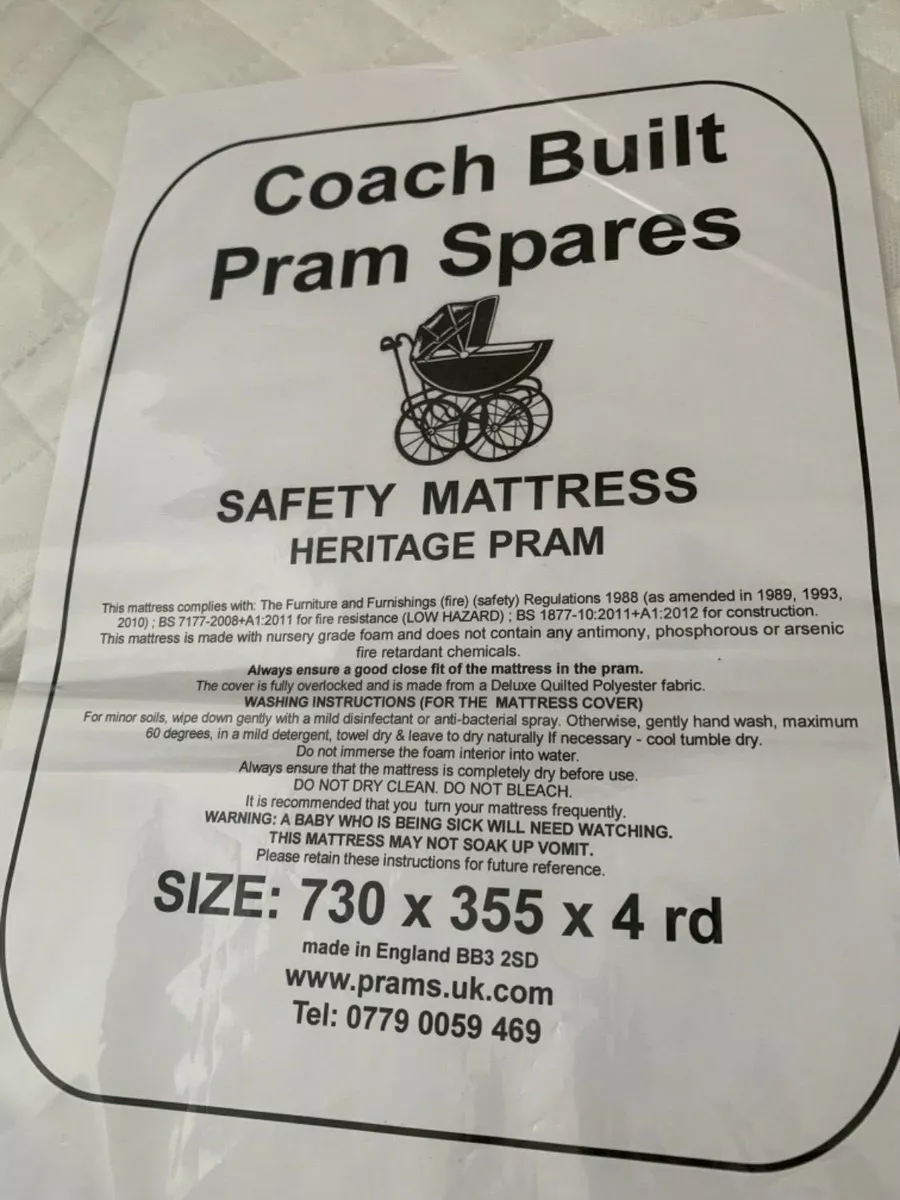 Coach Built
Pram Spares
SAFETY MATTRESS
HERITAGE PRAM
This mattress complies with: The Furniture and Furnishings (fire) (safety) Regulations 1988 (as amended in 1989, 1993,
2010) ; BS 7177-2008+A1:2011 for fire resistance (LOW HAZARD) ; BS 1877-10:2011+A1:2012 for construction.
This mattress is made with nursery grade foam and does not contain any antimony, phosphorous or arsenic
fire retardant chemicals.
Always ensure a good close fit of the mattress in the pram.
The cover is fully overlocked and is made from a Deluxe Quilted Polyester fabric.
WASHING INSTRUCTIONS (FOR THE MATTRESS COVER)
For minor soils, wipe down gently with a mild disinfectant or anti-bacterial spray. Otherwise, gently hand wash, maximum
60 degrees, in a mild detergent, towel dry & leave to dry naturally If necessary - cool tumble dry.
Do not immerse the foam interior into water.
Always ensure that the mattress is completely dry before use.
DO NOT DRY CLEAN. DO NOT BLEACH.
It is recommended that you turn your mattress frequently.
WARNING: A BABY WHO IS BEING SICK WILL NEED WATCHING.
THIS MATTRESS MAY NOT SOAK UP VOMIT.
Please retain these instructions for future reference.
SIZE: 730 x 355 x 4 rd
made in England BB3 2SD
www.prams.uk.com
Tel: 0779 0059 469